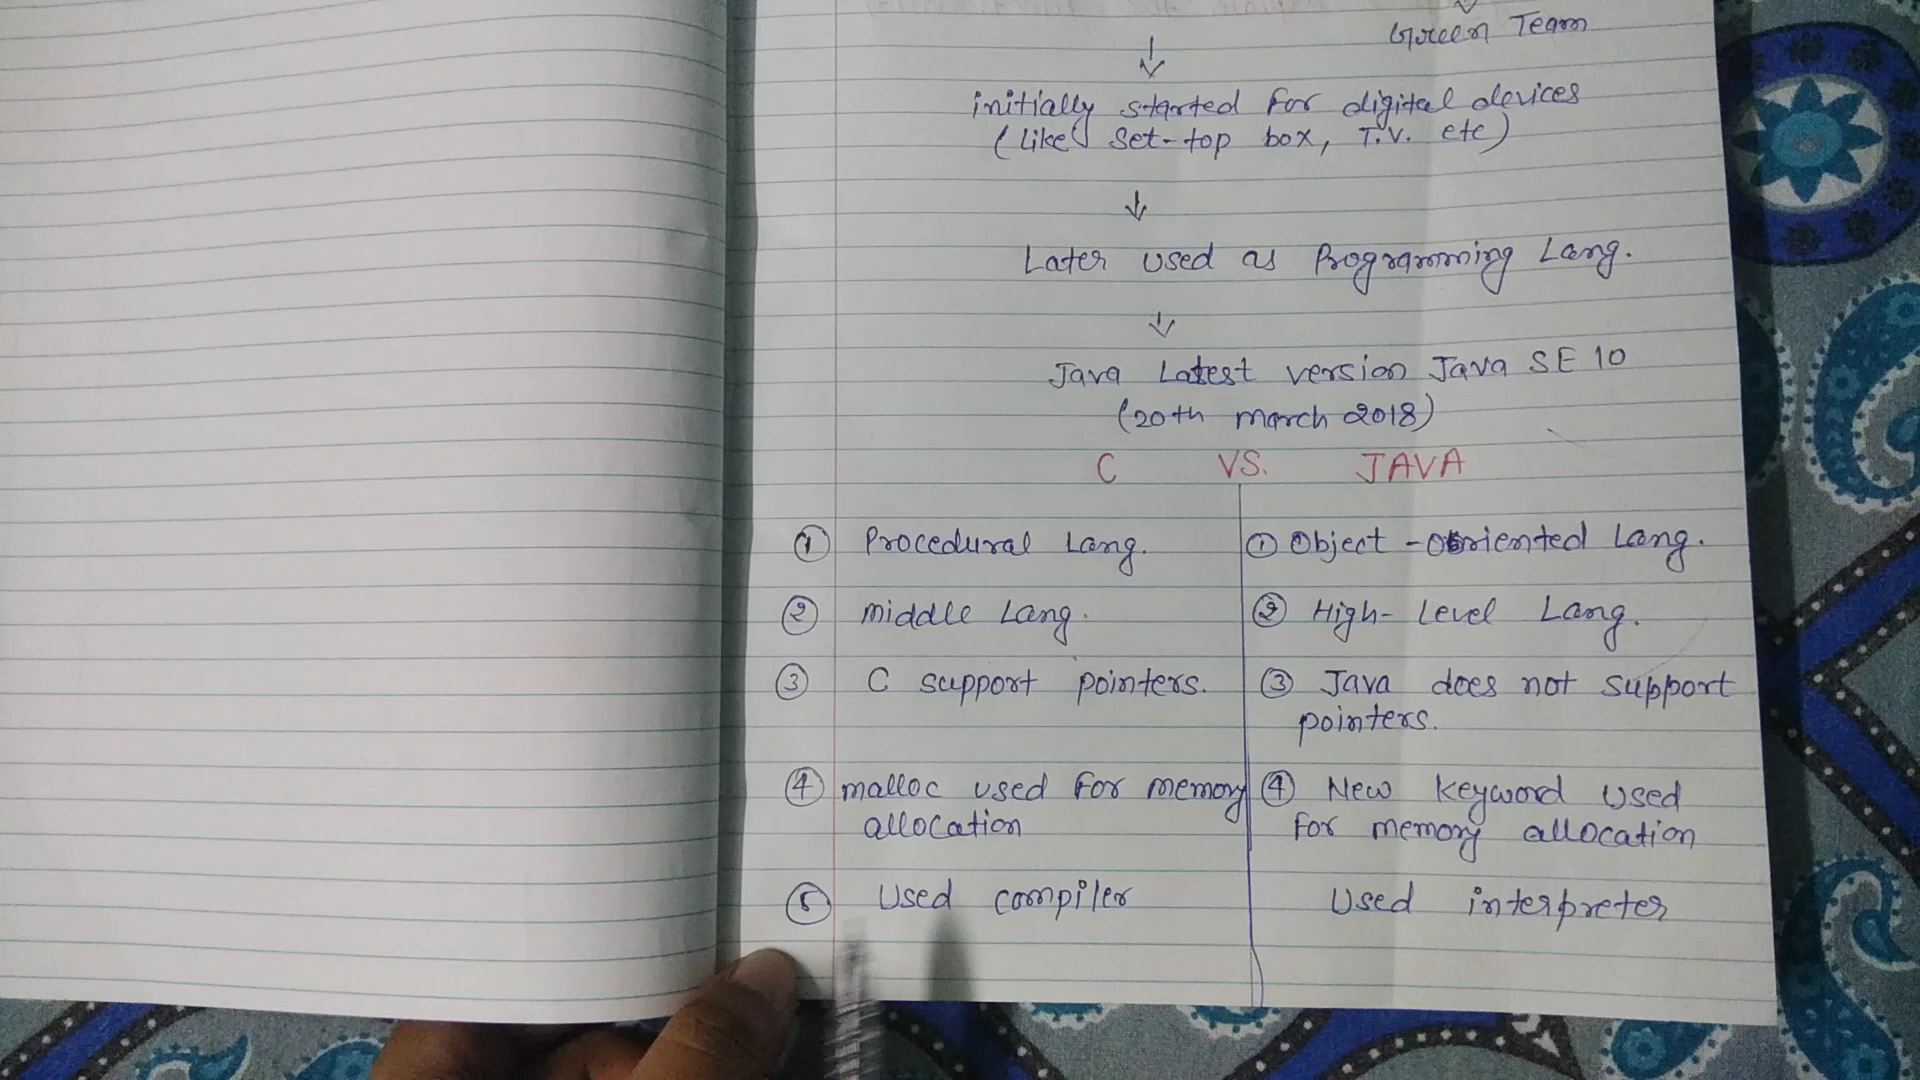 Green Team
initially started for digital devices
(like Set-top box, T.V. etc)
Later used as Programming Lang.
Java Latest version Java SE 10
(20th march 2018)
C VS. JAVA
① Procedural Lang.
① Object-oriented Lang.
② middle Lang.
② High-Level Lang.
③ C support pointers.
③ Java does not support
pointers.
④ malloc used for memory
allocation
④ New keyword used
for memory allocation
⑤ Used compiler
Used interpreter